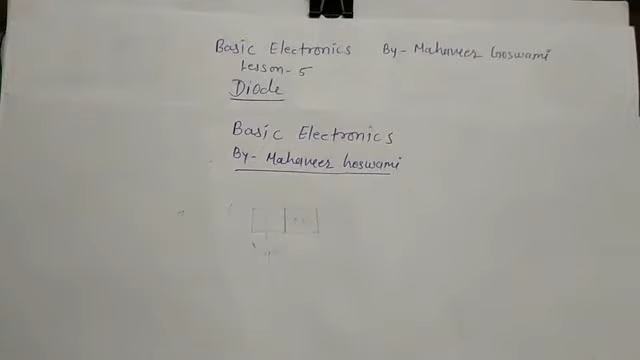 Basic Electronics By- Mahaveer Goswami
Lesson-5
Diode
Basic Electronics
By- Mahaveer Goswami